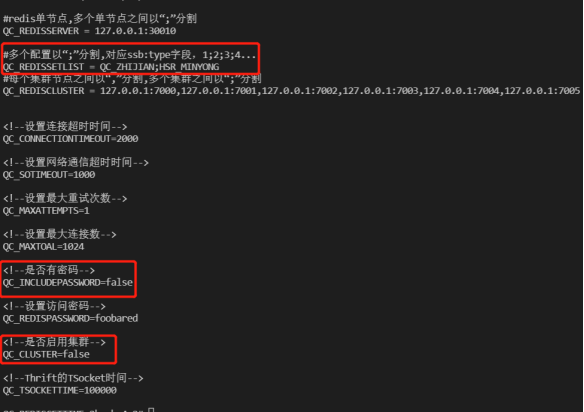 #redis单节点,多个单节点之间以“;”分割
QC_REDISSERVER = 127.0.0.1:30010
#多个配置以“;”分割,对应ssb:type字段，1;2;3;4...
QC_REDISSETLIST = QC_ZHIJIAN;HSR_MINYONG
#每个集群节点之间以“,”分割,多个集群之间以“;”分割
QC_REDISCLUSTER = 127.0.0.1:7000,127.0.0.1:7001,127.0.0.1:7002,127.0.0.1:7003,127.0.0.1:7004,127.0.0.1:7005
<!--设置连接超时时间-->
QC_CONNECTIONTIMEOUT=2000
<!--设置网络通信超时时间-->
QC_SOTIMEOUT=1000
<!--设置最大重试次数-->
QC_MAXATTEMPTS=1
<!--设置最大连接数-->
QC_MAXTOAL=1024
<!--是否有密码-->
QC_INCLUDEPASSWORD=false
<!--设置访问密码-->
QC_REDISPASSWORD=foobared
<!--是否启用集群-->
QC_CLUSTER=false
<!--Thrift的TSocket时间-->
QC_TSOCKETTIME=100000